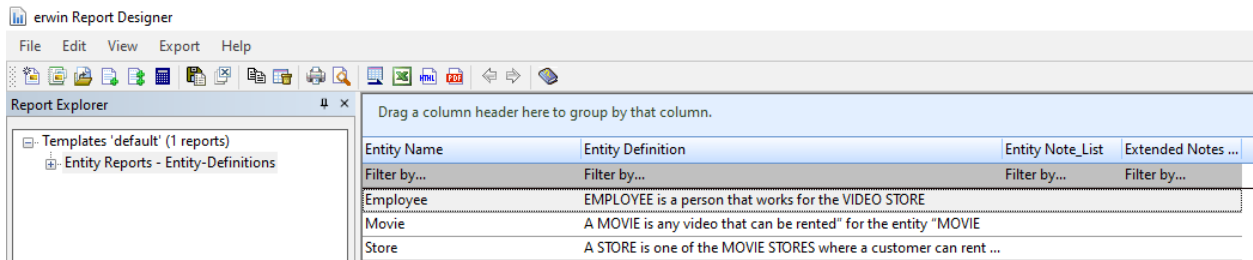 erwin Report Designer
File Edit View Export Help
HTML PDF
Report Explorer
Drag a column header here to group by that column.
Templates 'default' (1 reports)
Entity Reports - Entity-Definitions
Entity Name Entity Definition Entity Note_List Extended Notes ...
Filter by... Filter by... Filter by... Filter by...
Employee EMPLOYEE is a person that works for the VIDEO STORE
Movie A MOVIE is any video that can be rented” for the entity “MOVIE
Store A STORE is one of the MOVIE STORES where a customer can rent ...